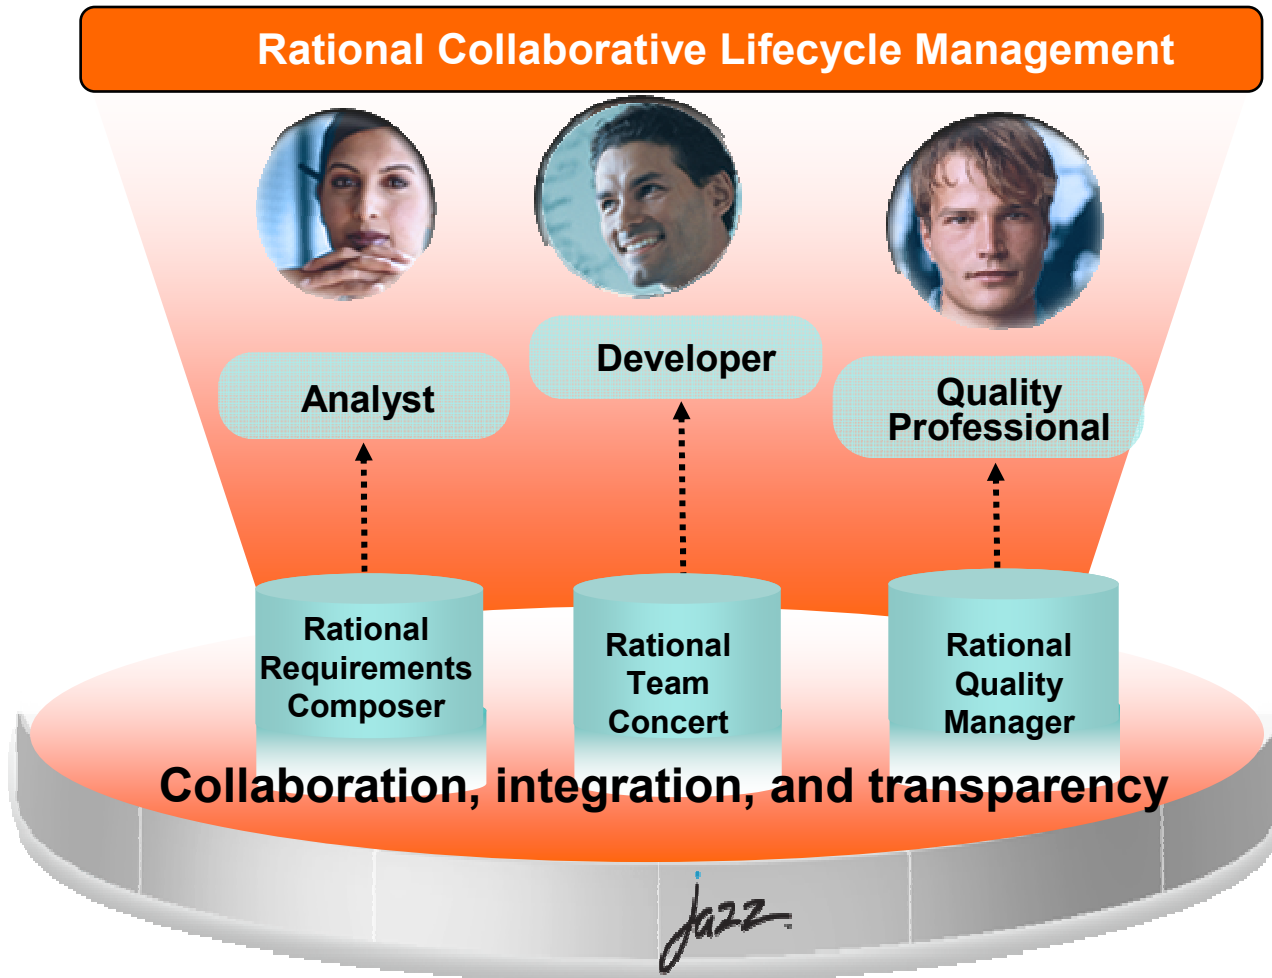 Rational Collaborative Lifecycle Management
Developer
Analyst
Quality
Professional
Rational
Requirements
Composer
Rational
Team
Concert
Rational
Quality
Manager
Collaboration, integration, and transparency
jazz